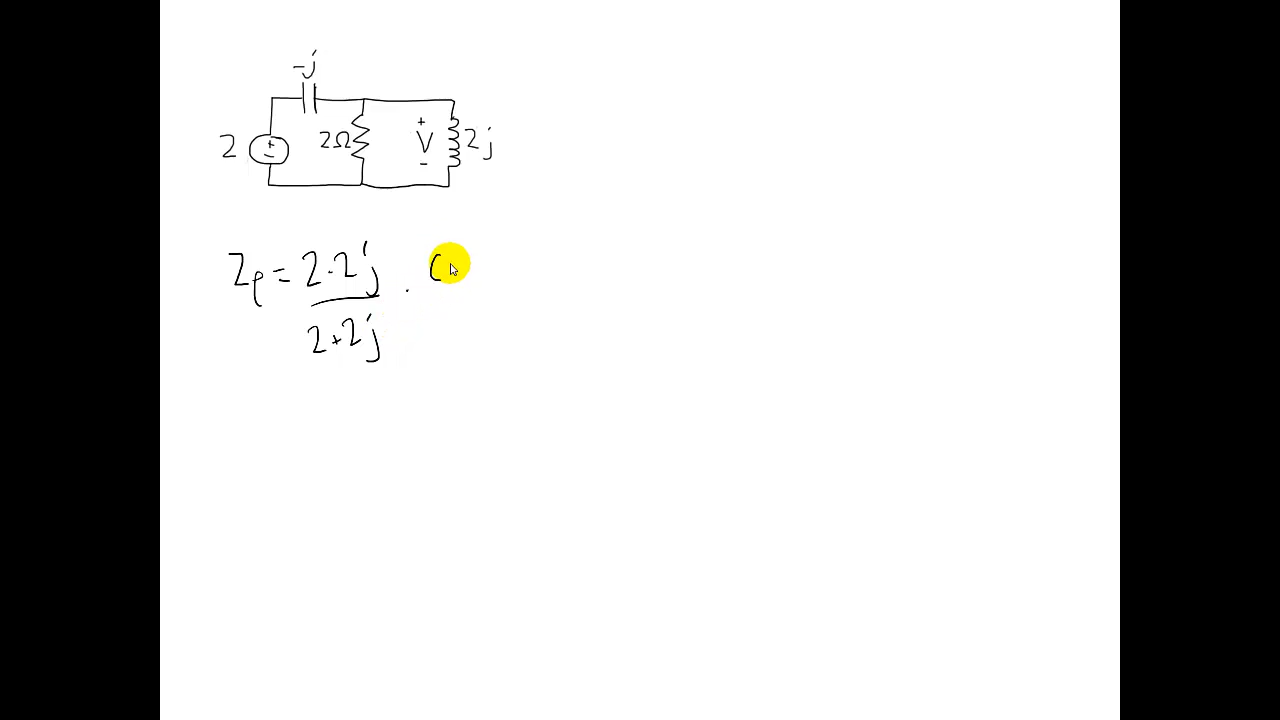 -j
2
+
-
2Ω
+
V
-
2j
Zp = 2·2j / 2+2j · (